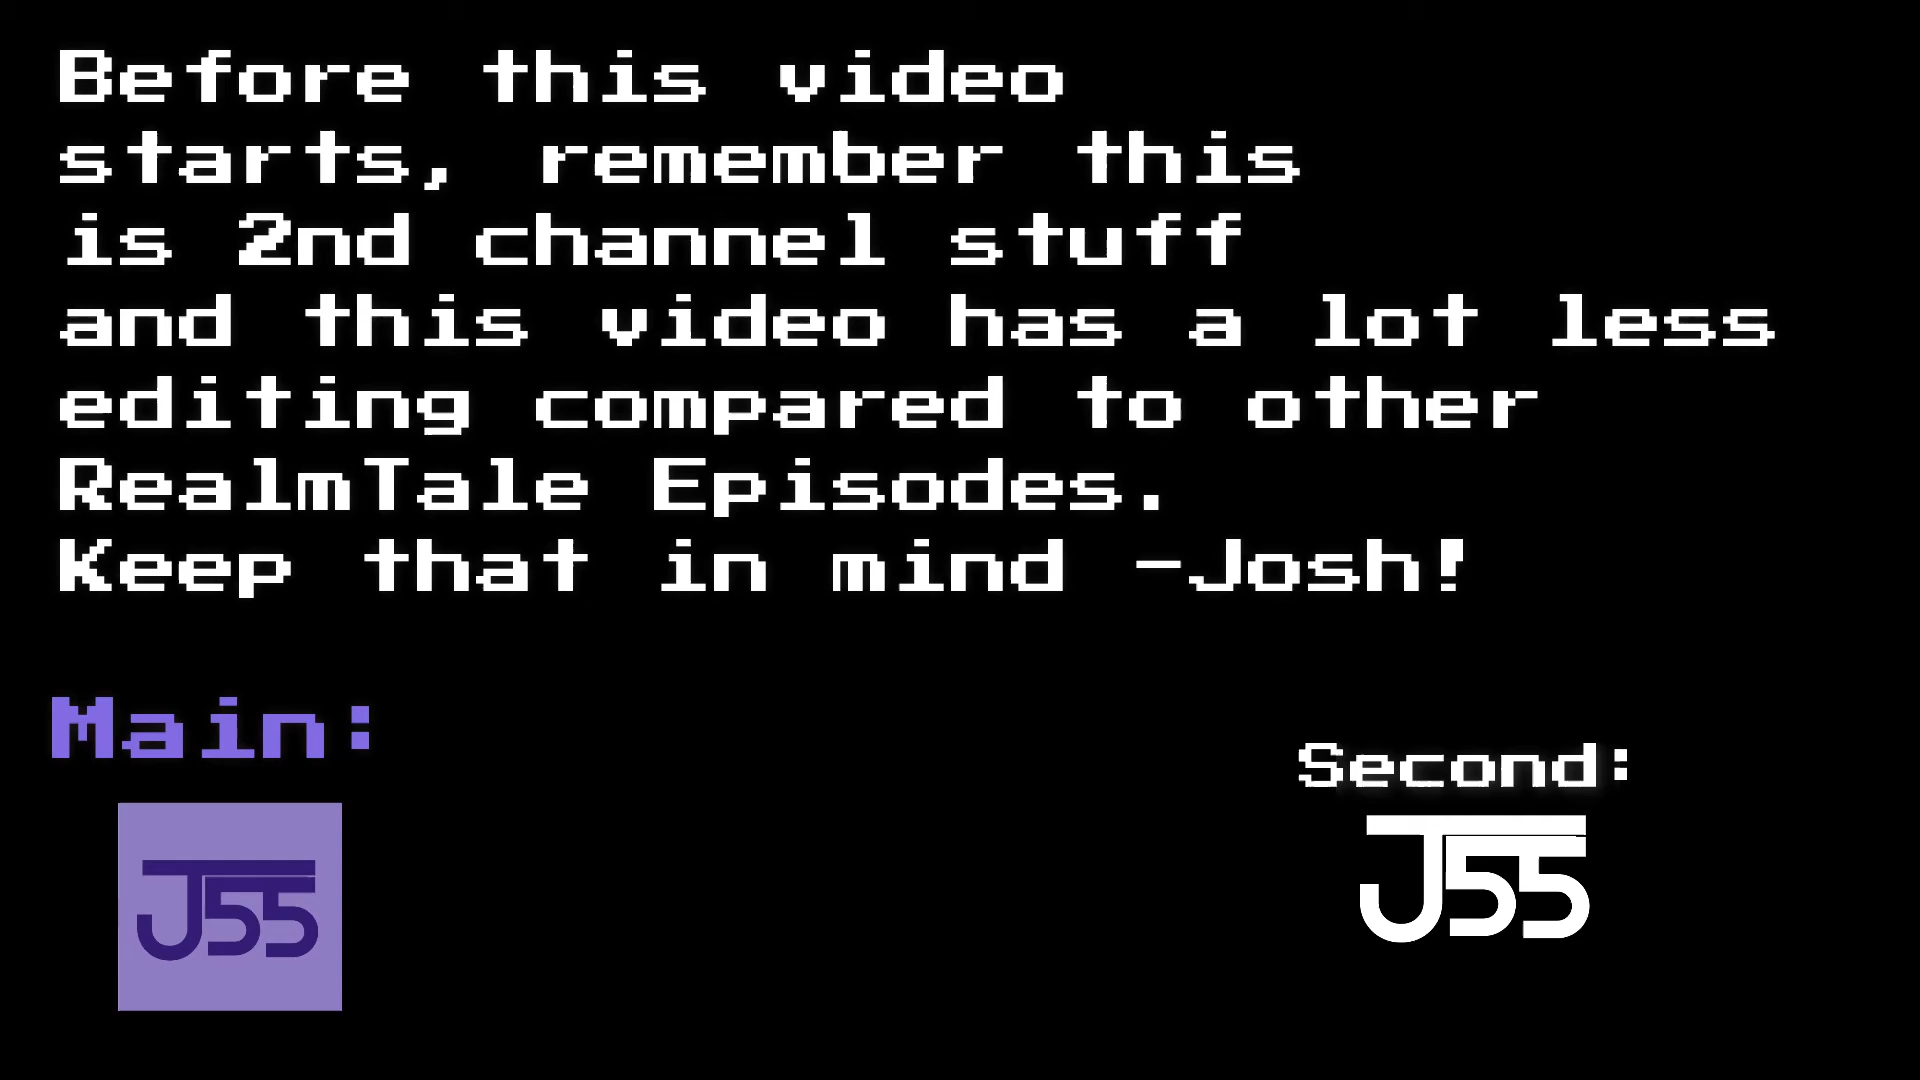 Before this video
starts, remember this
is 2nd channel stuff
and this video has a lot less
editing compared to other
RealmTale Episodes.
Keep that in mind -Josh!
Main:
J55
Second:
J55